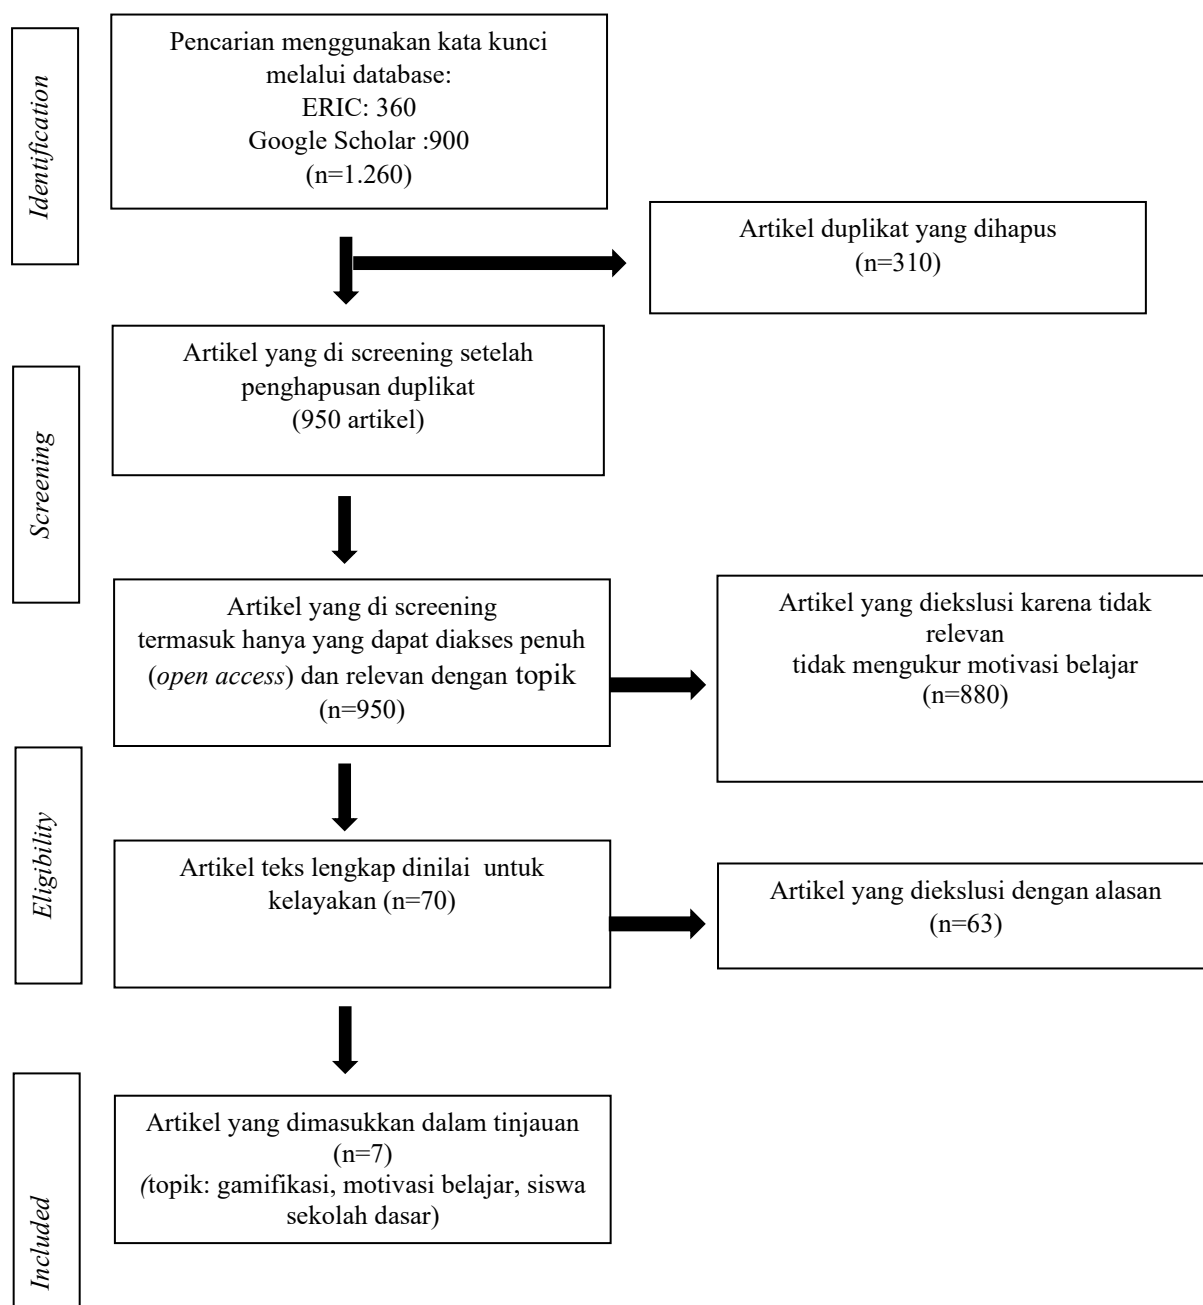 Identification
Pencarian menggunakan kata kunci
melalui database:
ERIC: 360
Google Scholar :900
(n=1.260)
Artikel duplikat yang dihapus
(n=310)
Screening
Artikel yang di screening setelah
penghapusan duplikat
(950 artikel)
Artikel yang di screening
termasuk hanya yang dapat diakses penuh
(open access) dan relevan dengan topik
(n=950)
Artikel yang diekslusi karena tidak
relevan
tidak mengukur motivasi belajar
(n=880)
Eligibility
Artikel teks lengkap dinilai  untuk
kelayakan (n=70)
Artikel yang diekslusi dengan alasan
(n=63)
Included
Artikel yang dimasukkan dalam tinjauan
(n=7)
(topik: gamifikasi, motivasi belajar, siswa
sekolah dasar)